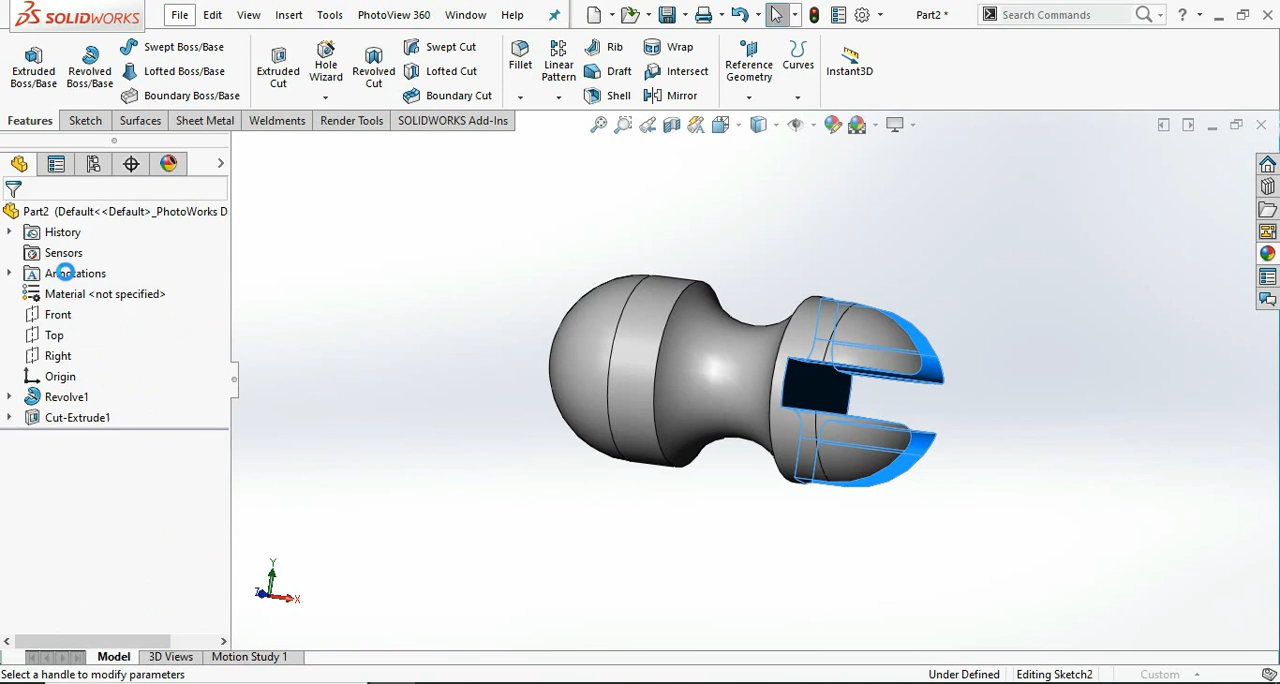 SOLIDWORKS File Edit View Insert Tools PhotoView 360 Window Help Part2 * Search Commands ?
Extruded Boss/Base
Revolved Boss/Base
Swept Boss/Base
Lofted Boss/Base
Boundary Boss/Base
Extruded Cut
Hole Wizard
Revolved Cut
Swept Cut
Lofted Cut
Boundary Cut
Fillet
Linear Pattern
Rib
Draft
Shell
Wrap
Intersect
Mirror
Reference Geometry
Curves
Instant3D
Features Sketch Surfaces Sheet Metal Weldments Render Tools SOLIDWORKS Add-Ins
Part2 (Default<<Default>_PhotoWorks D
History
Sensors
Annotations
Material <not specified>
Front
Top
Right
Origin
Revolve1
Cut-Extrude1
Y
Z
X
Model 3D Views Motion Study 1
Select a handle to modify parameters Under Defined Editing Sketch2 Custom